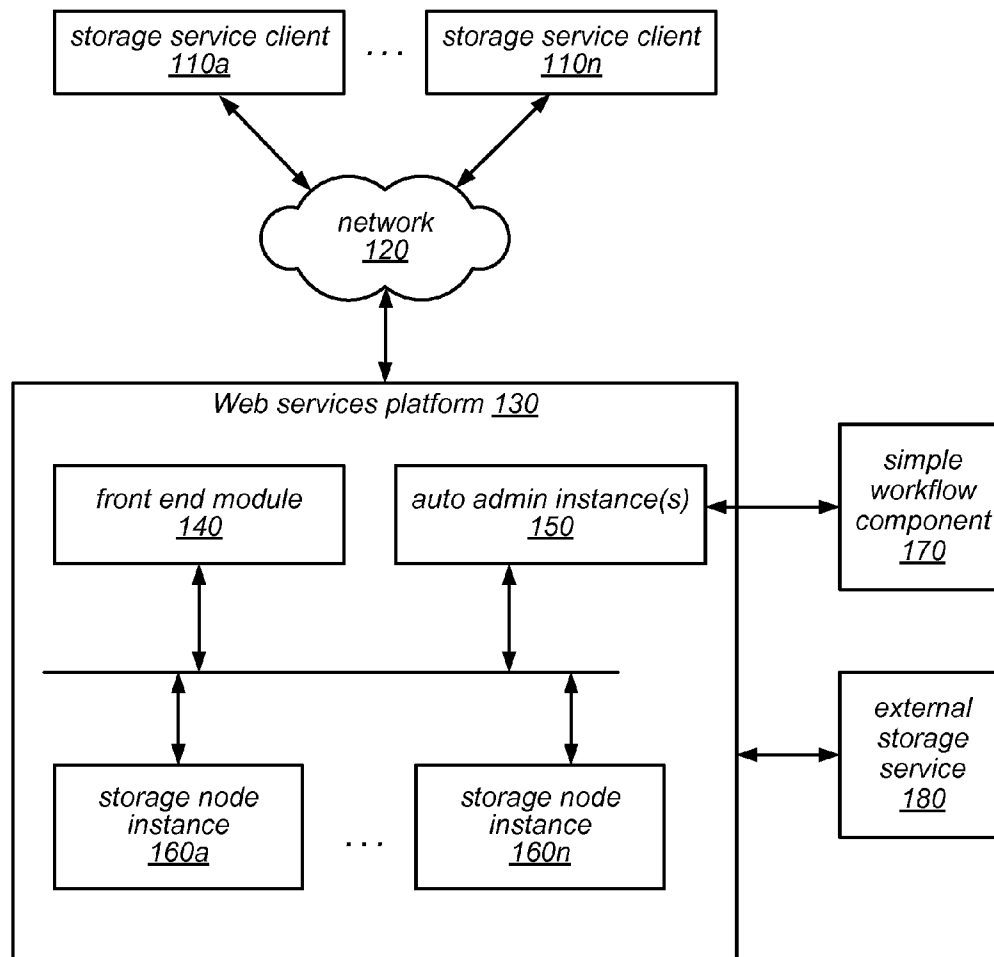 storage service client
110a
. . .
storage service client
110n
network
120
Web services platform 130
front end module
140
auto admin instance(s)
150
simple
workflow
component
170
storage node
instance
160a
. . .
storage node
instance
160n
external
storage
service
180